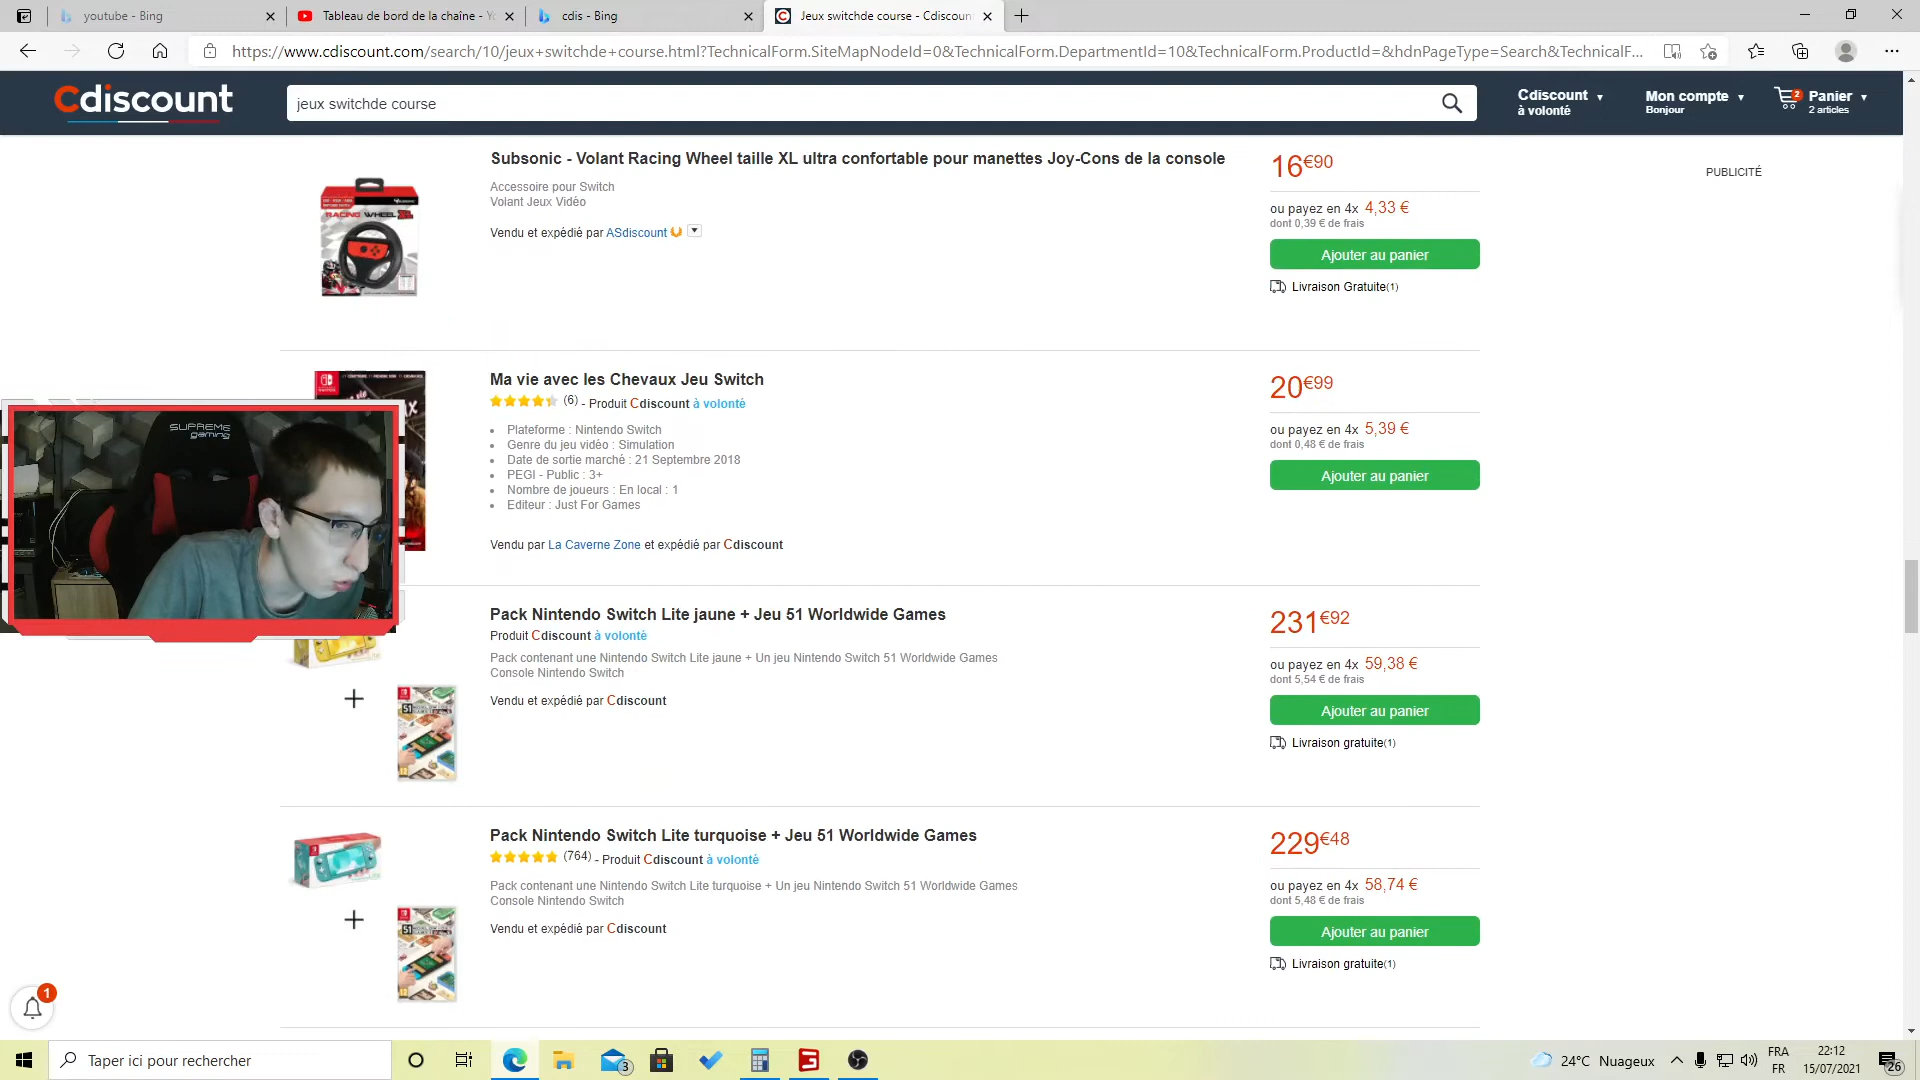 youtube - Bing
Tableau de bord de la chaîne - Yo
cdis - Bing
Jeux switchde course - Cdiscoun
https://www.cdiscount.com/search/10/jeux+switchde+course.html?TechnicalForm.SiteMapNodeId=0&TechnicalForm.DepartmentId=10&TechnicalForm.ProductId=&hdnPageType=Search&TechnicalF...
Cdiscount
jeux switchde course
Cdiscount
à volonté
Mon compte
Bonjour
2
Panier
2 articles
Subsonic - Volant Racing Wheel taille XL ultra confortable pour manettes Joy-Cons de la console
Accessoire pour Switch
Volant Jeux Vidéo
Vendu et expédié par ASdiscount
RACING WHEEL XL
16€90
ou payez en 4x 4,33 €
dont 0,39 € de frais
Ajouter au panier
Livraison Gratuite(1)
PUBLICITÉ
Ma vie avec les Chevaux Jeu Switch
(6) - Produit Cdiscount à volonté
Plateforme : Nintendo Switch
Genre du jeu vidéo : Simulation
Date de sortie marché : 21 Septembre 2018
PEGI - Public : 3+
Nombre de joueurs : En local : 1
Editeur : Just For Games
Vendu par La Caverne Zone et expédié par Cdiscount
20€99
ou payez en 4x 5,39 €
dont 0,48 € de frais
Ajouter au panier
SUPREME
gaming
Pack Nintendo Switch Lite jaune + Jeu 51 Worldwide Games
Produit Cdiscount à volonté
Pack contenant une Nintendo Switch Lite jaune + Un jeu Nintendo Switch 51 Worldwide Games
Console Nintendo Switch
Vendu et expédié par Cdiscount
231€92
ou payez en 4x 59,38 €
dont 5,54 € de frais
Ajouter au panier
Livraison gratuite(1)
Pack Nintendo Switch Lite turquoise + Jeu 51 Worldwide Games
(764) - Produit Cdiscount à volonté
Pack contenant une Nintendo Switch Lite turquoise + Un jeu Nintendo Switch 51 Worldwide Games
Console Nintendo Switch
Vendu et expédié par Cdiscount
229€48
ou payez en 4x 58,74 €
dont 5,48 € de frais
Ajouter au panier
Livraison gratuite(1)
1
Taper ici pour rechercher
3
24°C Nuageux
FRA
FR
22:12
15/07/2021
26